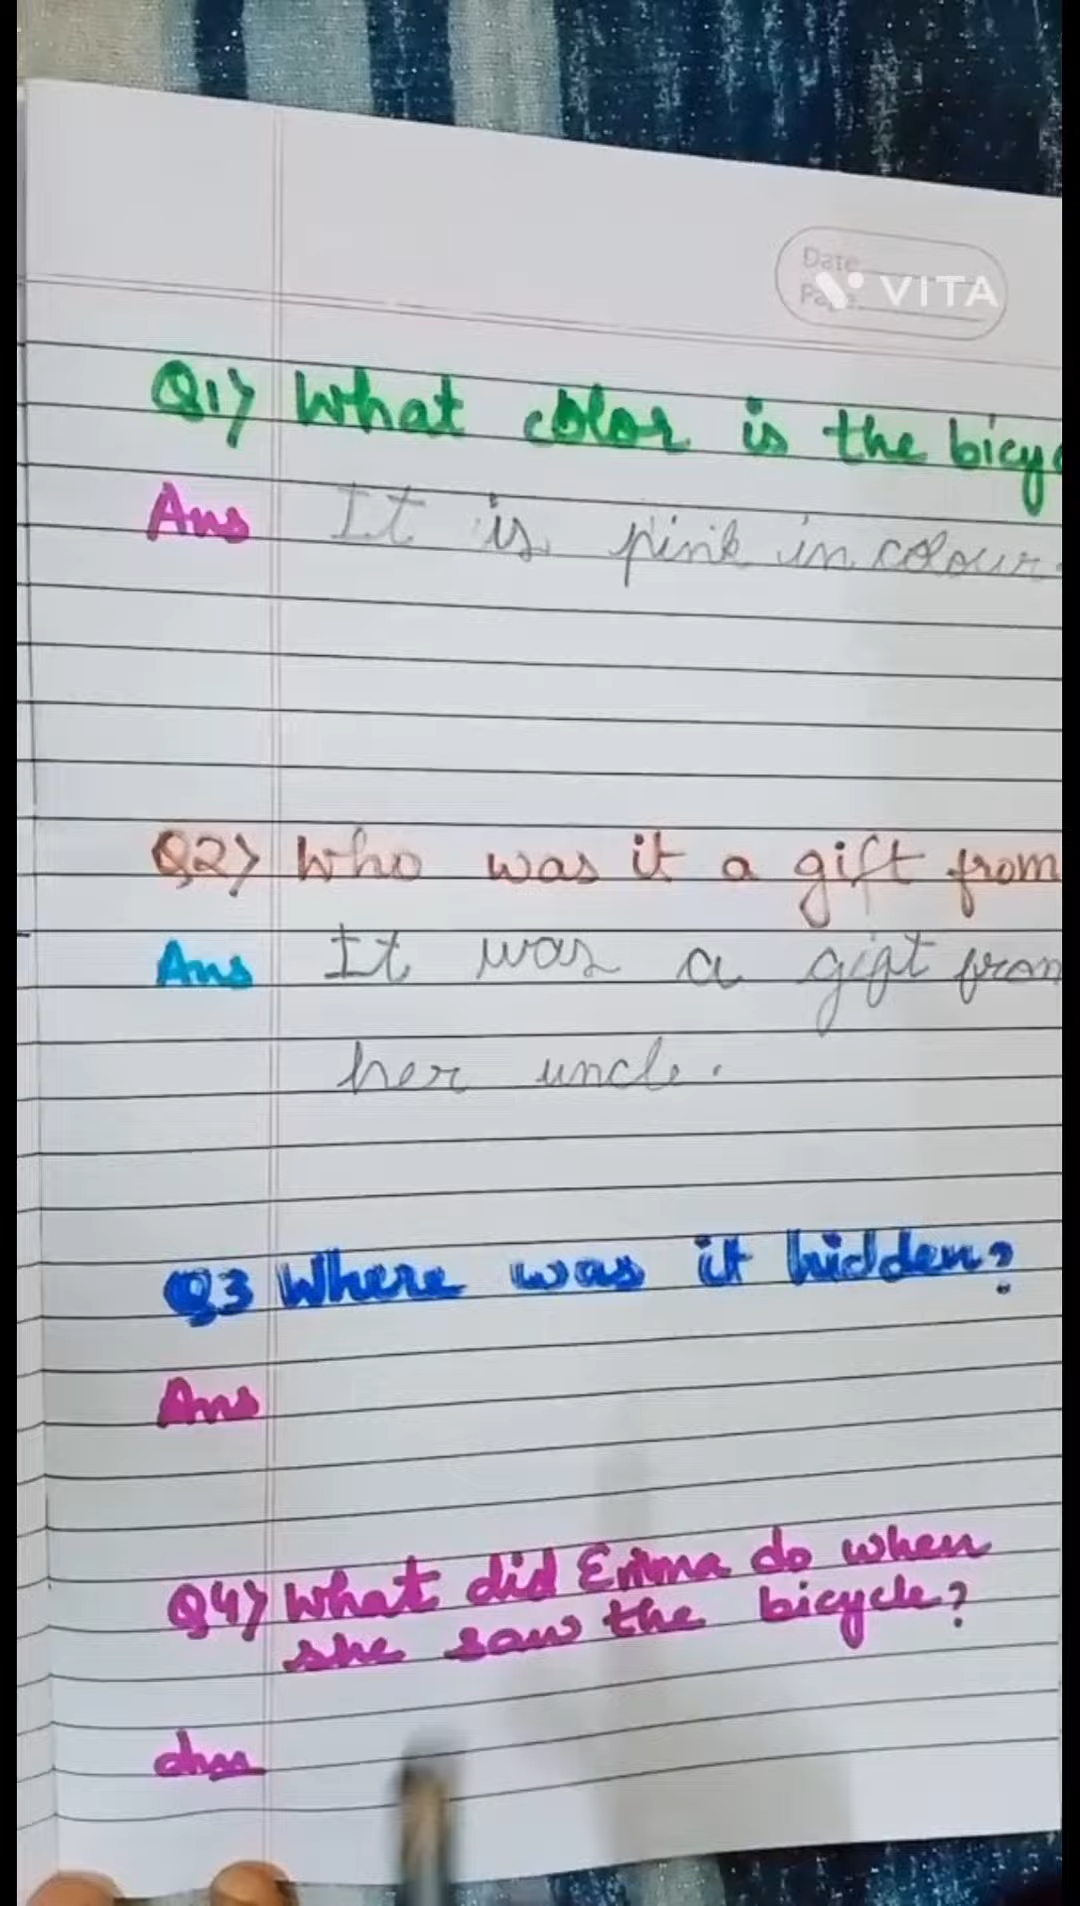 Date
Page
VITA
Q1) What color is the bicyc
Ans It is pink in colour.
Q2) Who was it a gift from
Ans It was a gift from
her uncle.
Q3 Where was it hidden?
Ans
Q4) What did Emma do when
she saw the bicycle?
Ans